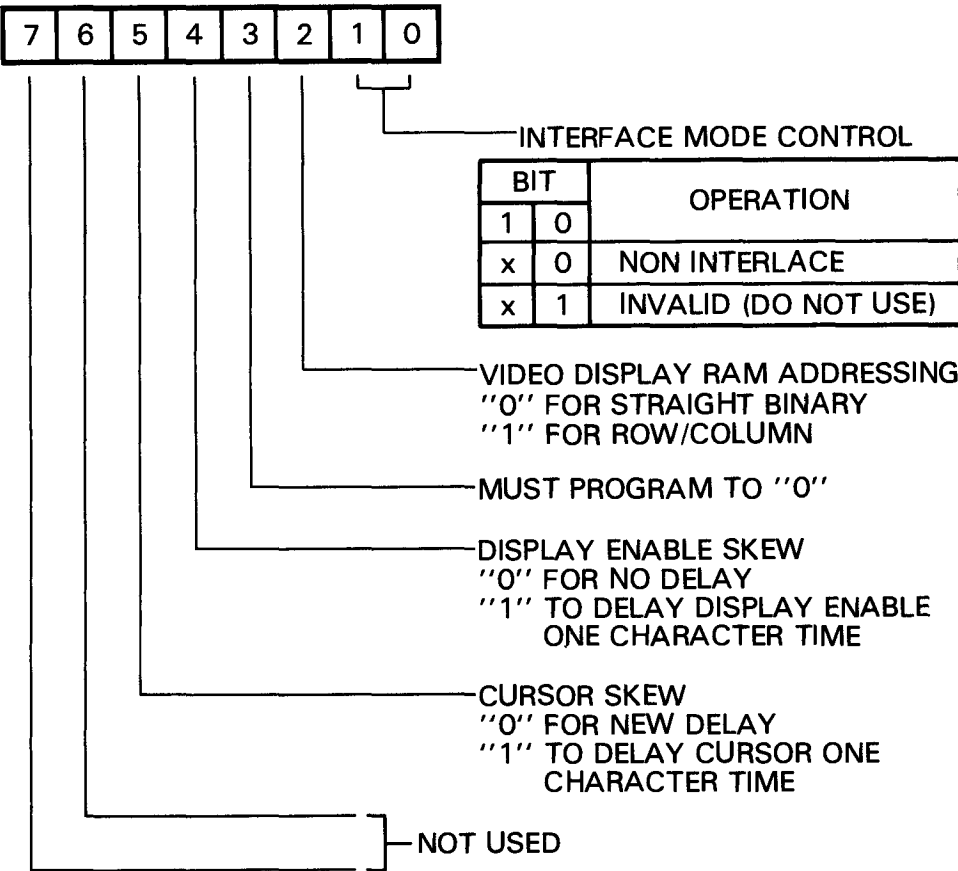 7 6 5 4 3 2 1 0
INTERFACE MODE CONTROL
BIT
OPERATION
1 0
x 0 NON INTERLACE
x 1 INVALID (DO NOT USE)
VIDEO DISPLAY RAM ADDRESSING
''0'' FOR STRAIGHT BINARY
''1'' FOR ROW/COLUMN
MUST PROGRAM TO ''0''
DISPLAY ENABLE SKEW
''0'' FOR NO DELAY
''1'' TO DELAY DISPLAY ENABLE
ONE CHARACTER TIME
CURSOR SKEW
''0'' FOR NEW DELAY
''1'' TO DELAY CURSOR ONE
CHARACTER TIME
NOT USED